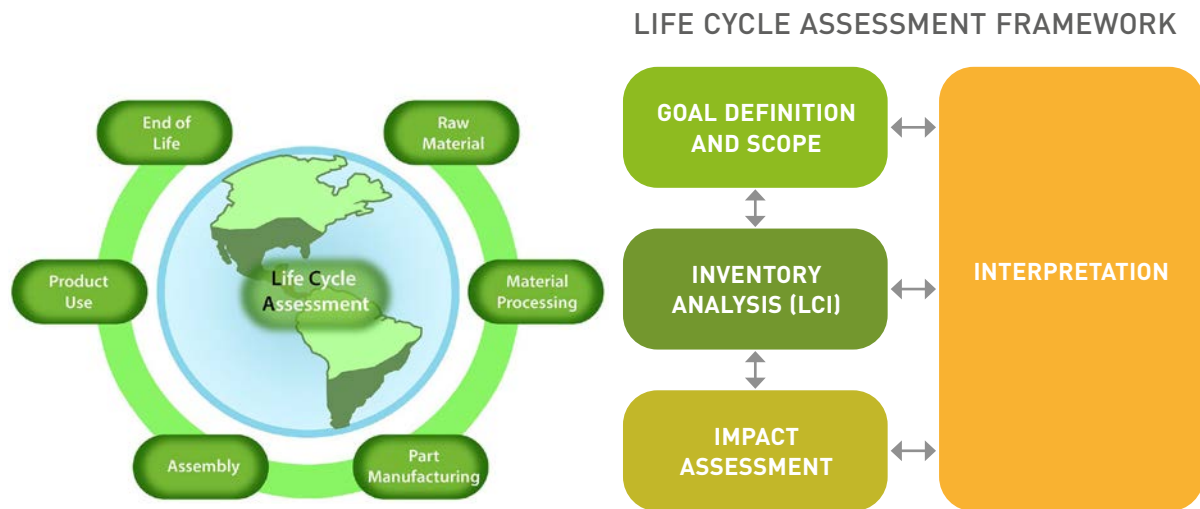 LIFE CYCLE ASSESSMENT FRAMEWORK
End of
Life
Raw
Material
Product
Use
Life Cycle
Assessment
Material
Processing
Assembly
Part
Manufacturing
GOAL DEFINITION
AND SCOPE
INVENTORY
ANALYSIS (LCI)
IMPACT
ASSESSMENT
INTERPRETATION